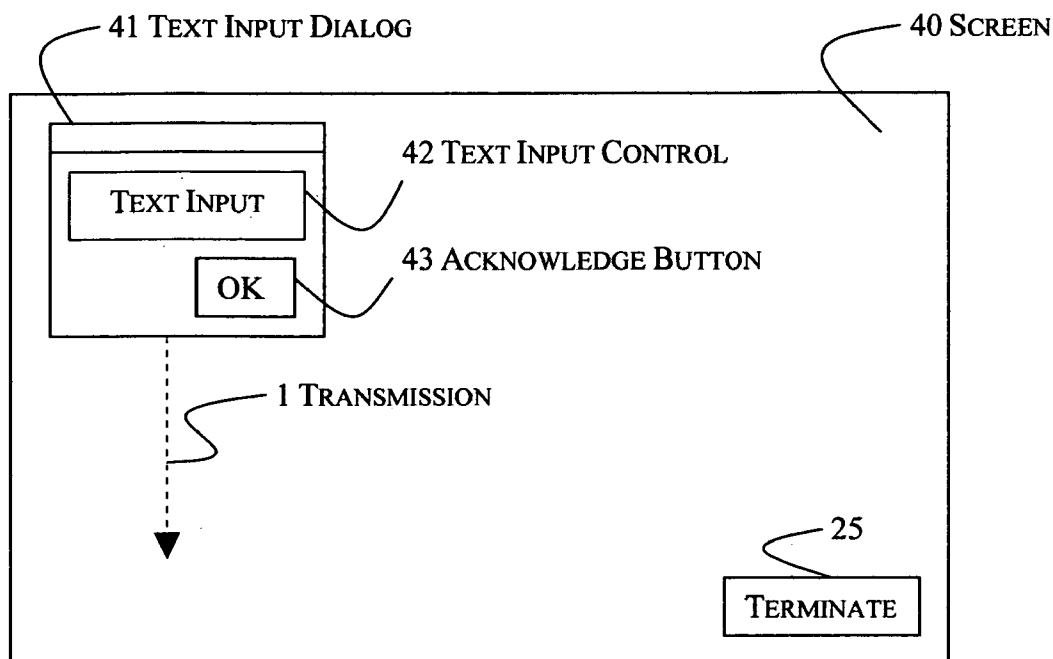 41 TEXT INPUT DIALOG
40 SCREEN
42 TEXT INPUT CONTROL
TEXT INPUT
43 ACKNOWLEDGE BUTTON
OK
1 TRANSMISSION
25
TERMINATE